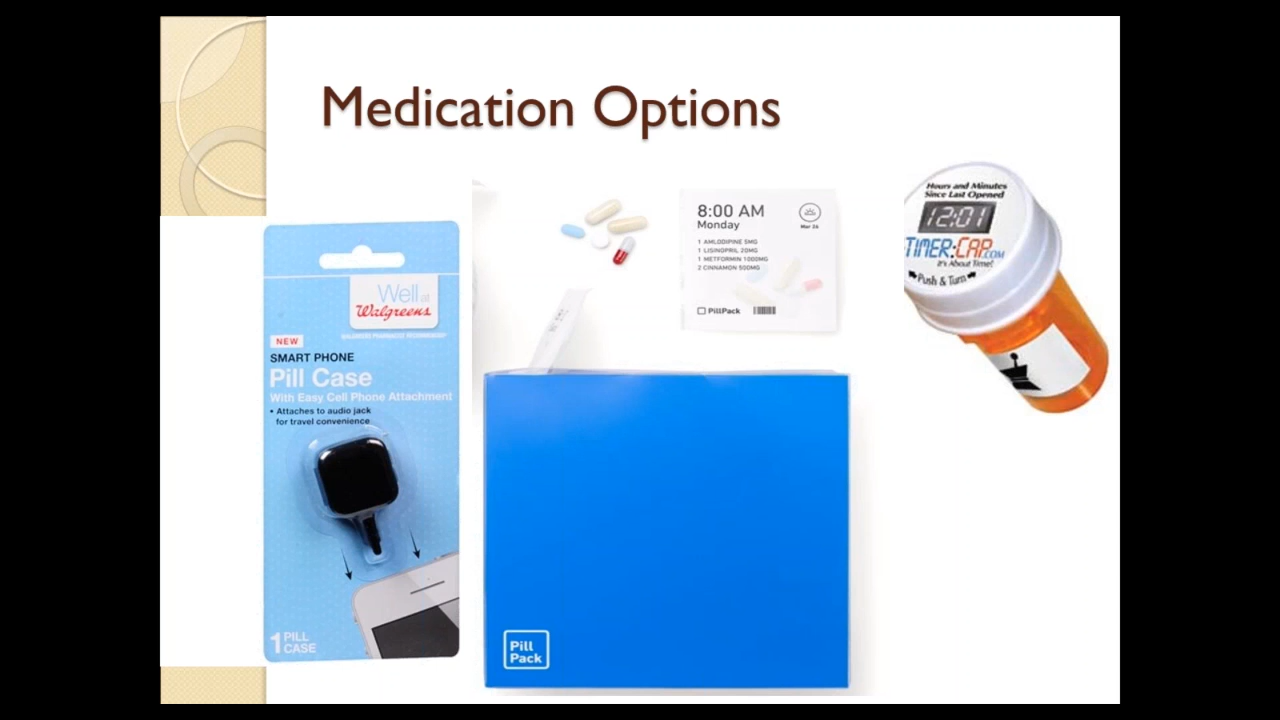 Medication Options
Well at
Walgreens
NEW
SMART PHONE
Pill Case
With Easy Cell Phone Attachment
• Attaches to audio jack
for travel convenience
1 PILL
CASE
8:00 AM
Monday
Mar 26
1 AMLODIPINE 5MG
1 LISINOPRIL 20MG
1 METFORMIN 1000MG
2 CINNAMON 500MG
PillPack
Pill
Pack
Hours and Minutes
Since Last Opened
12:01
TIMER:CAP.COM
It's About Time!
Push & Turn